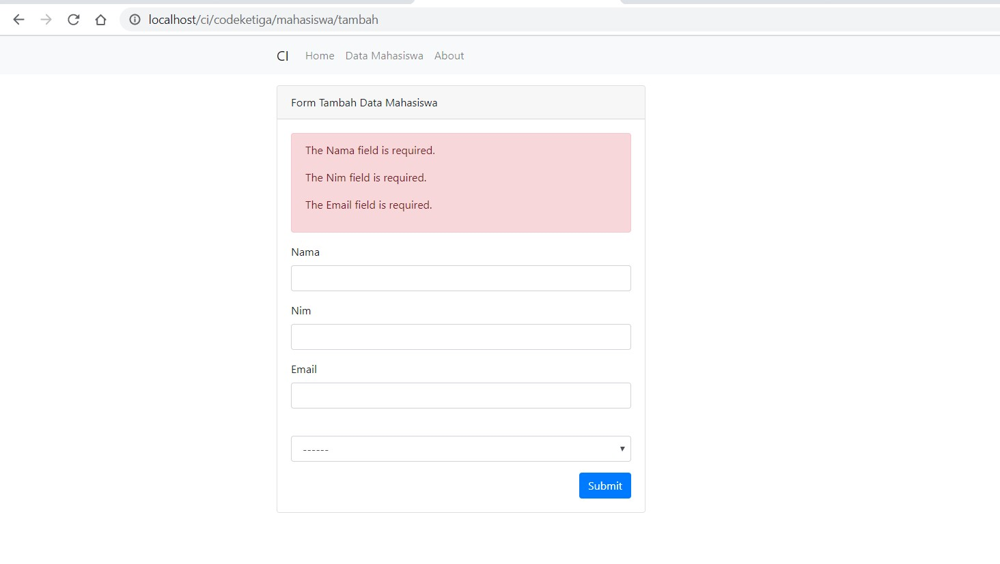 localhost/ci/codeketiga/mahasiswa/tambah
CI Home Data Mahasiswa About
Form Tambah Data Mahasiswa
The Nama field is required.
The Nim field is required.
The Email field is required.
Nama
Nim
Email
------
Submit